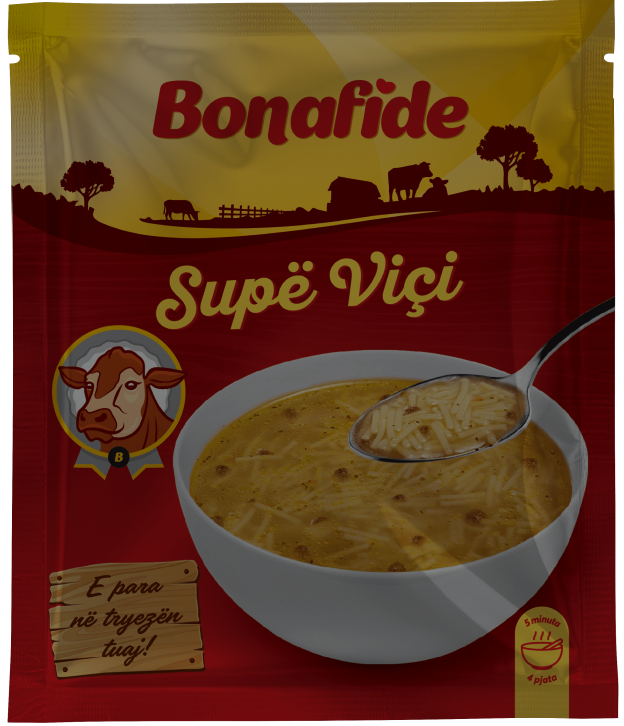 Bonafide
Supë Viçi
B
E para
në tryezën
tuaj!
5 minuta
4 pjata